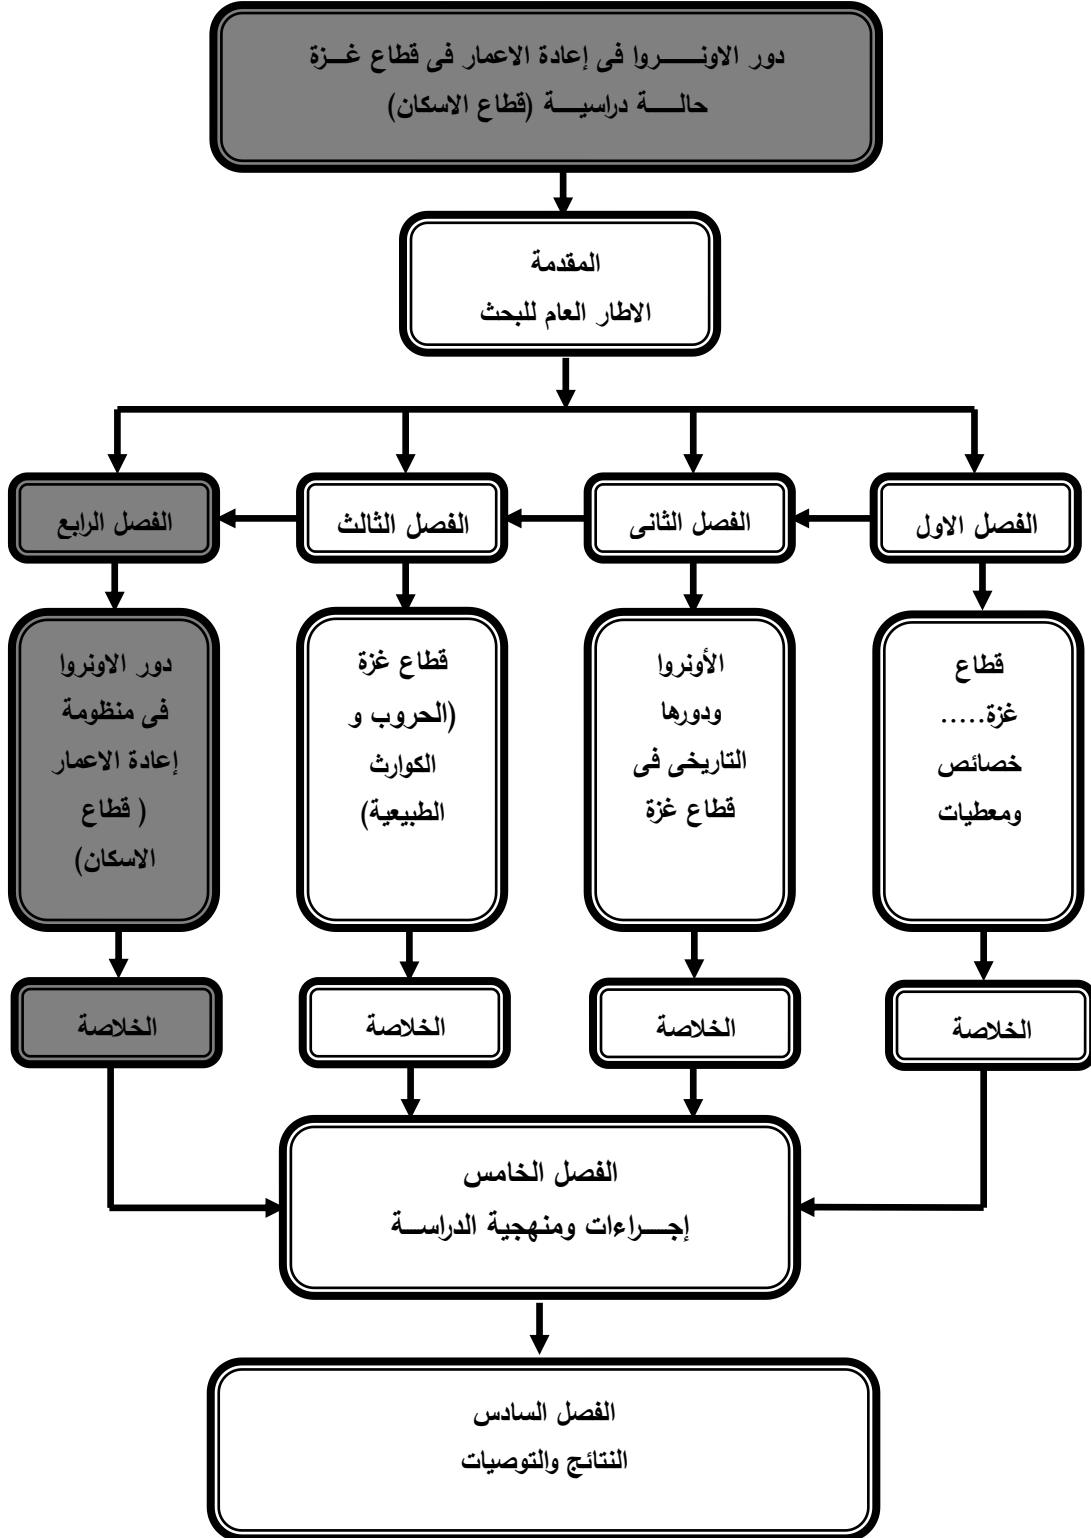 دور الاونـــــروا فى إعادة الاعمار فى قطاع غـــزة
حالـــــة دراسيـــــة (قطاع الاسكان)
المقدمة
الاطار العام للبحث
الفصل الاول
الفصل الثانى
الفصل الثالث
الفصل الرابع
قطاع
غزة.....
خصائص
ومعطيات
الأونروا
ودورها
التاريخى فى
قطاع غزة
قطاع غزة
(الحروب و
الكوارث
الطبيعية)
دور الاونروا
فى منظومة
إعادة الاعمار
( قطاع
الاسكان)
الخلاصة
الخلاصة
الخلاصة
الخلاصة
الفصل الخامس
إجـــراءات ومنهجية الدراســـة
الفصل السادس
النتائج والتوصيات